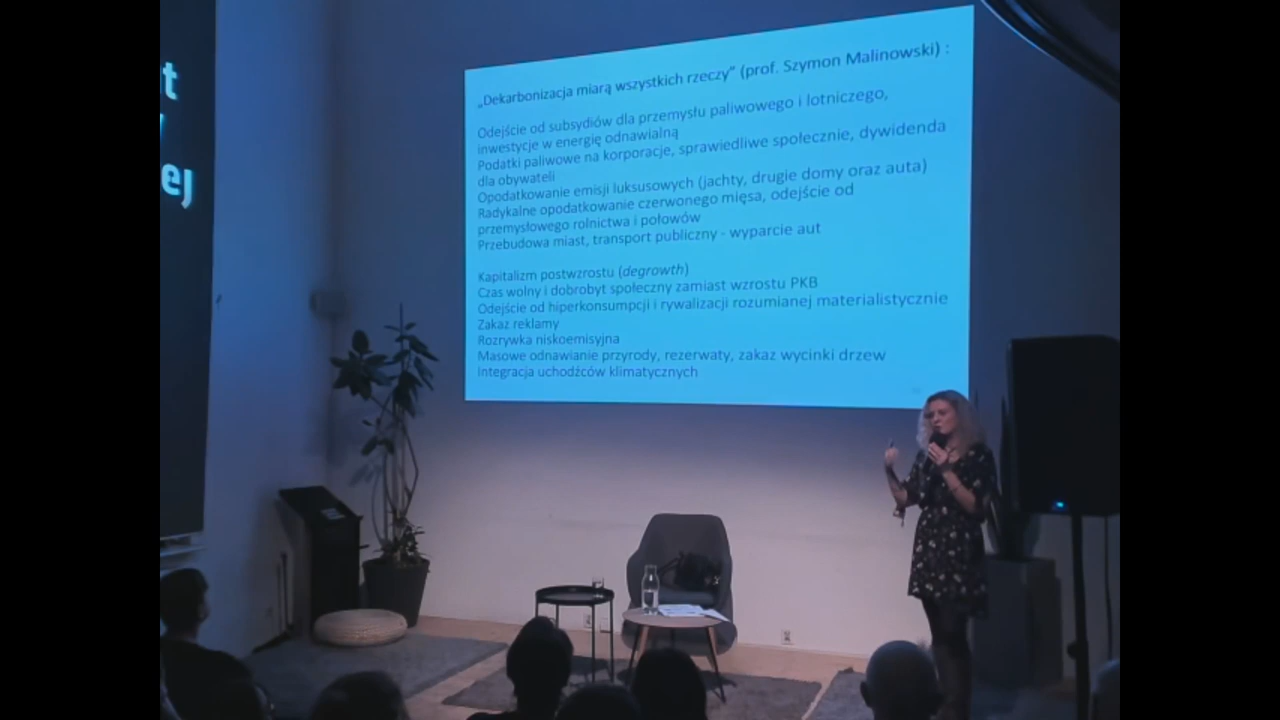 t
ej
„Dekarbonizacja miarą wszystkich rzeczy” (prof. Szymon Malinowski) :
Odejście od subsydiów dla przemysłu paliwowego i lotniczego,
inwestycje w energię odnawialną
Podatki paliwowe na korporacje, sprawiedliwe społecznie, dywidenda
dla obywateli
Opodatkowanie emisji luksusowych (jachty, drugie domy oraz auta)
Radykalne opodatkowanie czerwonego mięsa, odejście od
przemysłowego rolnictwa i połowów
Przebudowa miast, transport publiczny - wyparcie aut
Kapitalizm postwzrostu (degrowth)
Czas wolny i dobrobyt społeczny zamiast wzrostu PKB
Odejście od hiperkonsumpcji i rywalizacji rozumianej materialistycznie
Zakaz reklamy
Rozrywka niskoemisyjna
Masowe odnawianie przyrody, rezerwaty, zakaz wycinki drzew
Integracja uchodźców klimatycznych